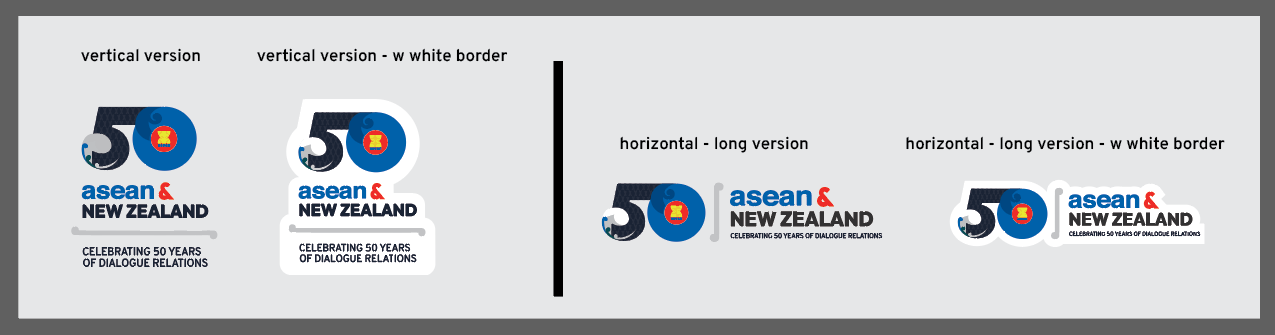 vertical version
50
asean &
NEW ZEALAND
CELEBRATING 50 YEARS
OF DIALOGUE RELATIONS
vertical version - w white border
50
asean &
NEW ZEALAND
CELEBRATING 50 YEARS
OF DIALOGUE RELATIONS
horizontal - long version
50
asean &
NEW ZEALAND
CELEBRATING 50 YEARS OF DIALOGUE RELATIONS
horizontal - long version - w white border
50
asean &
NEW ZEALAND
CELEBRATING 50 YEARS OF DIALOGUE RELATIONS